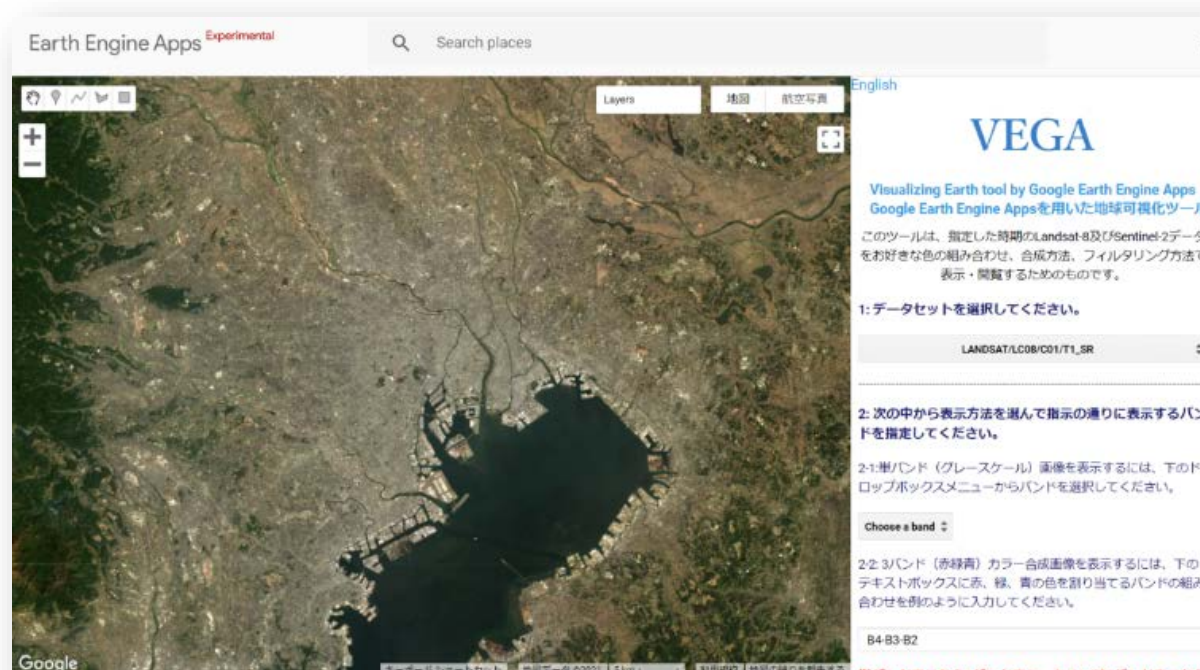 Earth Engine Apps Experimental
Search places
Layers
地図 航空写真
English
VEGA
Visualizing Earth tool by Google Earth Engine Apps
Google Earth Engine Appsを用いた地球可視化ツール
このツールは、指定した時期のLandsat-8及びSentinel-2データ
をお好きな色の組み合わせ、合成方法、フィルタリング方法で
表示・閲覧するためのものです。
1: データセットを選択してください。
LANDSAT/LC08/C01/T1_SR
2: 次の中から表示方法を選んで指示の通りに表示するバン
ドを指定してください。
2-1:単バンド（グレースケール）画像を表示するには、下のド
ロップボックスメニューからバンドを選択してください。
Choose a band
2-2: 3バンド（赤緑青）カラー合成画像を表示するには、下の
テキストボックスに赤、緑、青の色を割り当てるバンドの組み
合わせを例のように入力してください。
B4-B3-B2
Google